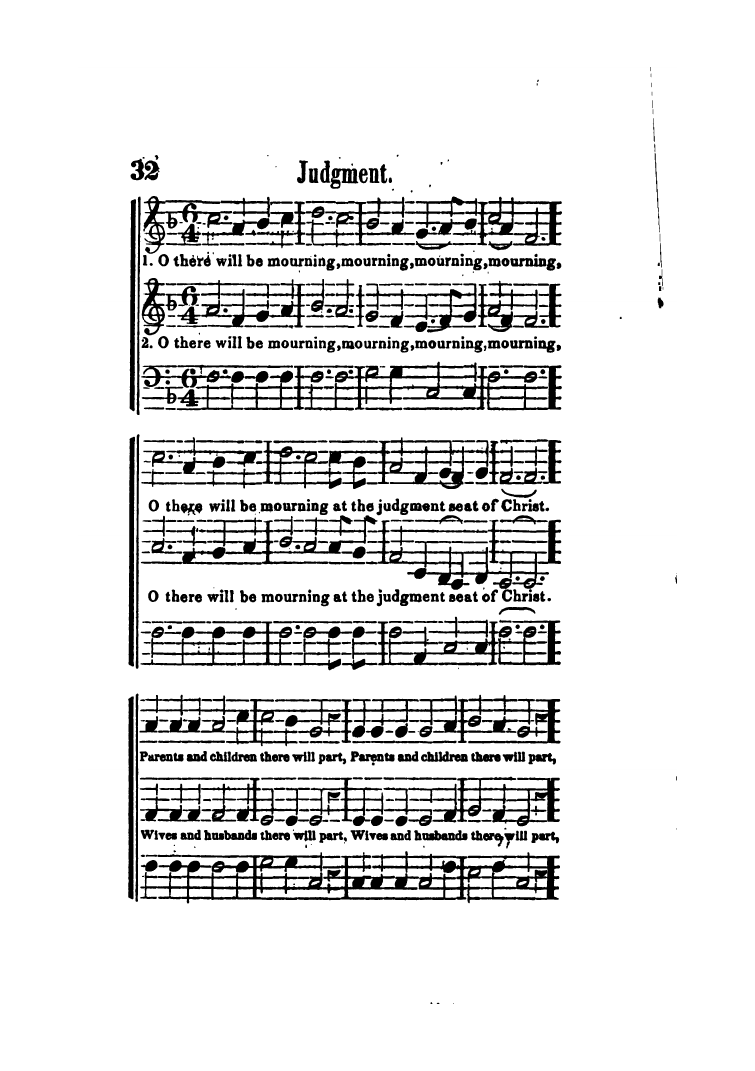 32 Judgment.
1. O there will be mourning, mourning, mourning, mourning,
2. O there will be mourning, mourning, mourning, mourning,
O there will be mourning at the judgment seat of Christ.
O there will be mourning at the judgment seat of Christ.
Parents and children there will part, Parents and children there will part,
Wives and husbands there will part, Wives and husbands there will part,